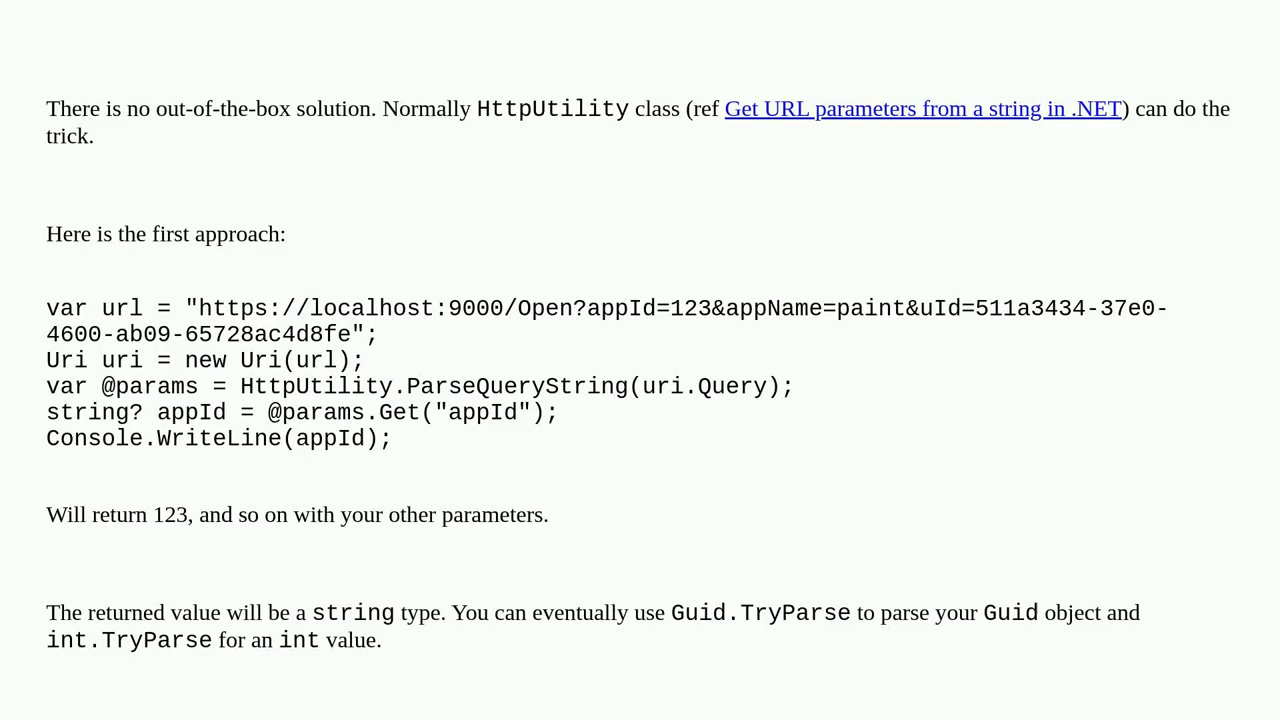 There is no out-of-the-box solution. Normally HttpUtility class (ref Get URL parameters from a string in .NET) can do the
trick.
Here is the first approach:
var url = "https://localhost:9000/Open?appId=123&appName=paint&uId=511a3434-37e0-
4600-ab09-65728ac4d8fe";
Uri uri = new Uri(url);
var @params = HttpUtility.ParseQueryString(uri.Query);
string? appId = @params.Get("appId");
Console.WriteLine(appId);
Will return 123, and so on with your other parameters.
The returned value will be a string type. You can eventually use Guid.TryParse to parse your Guid object and
int.TryParse for an int value.